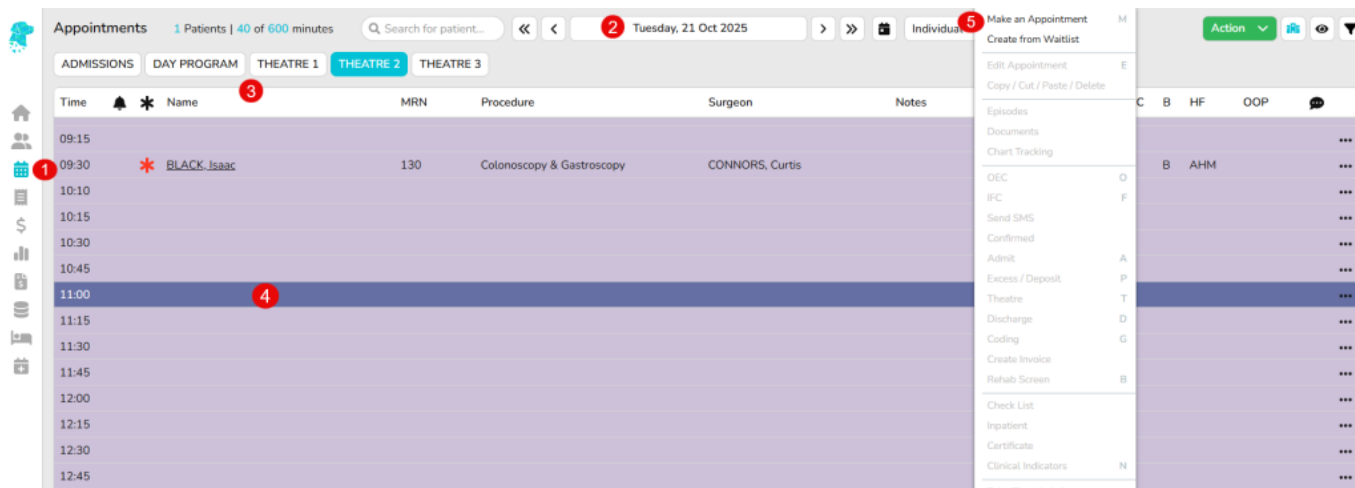 Appointments 1 Patients | 40 of 600 minutes Search for patient... 2 Tuesday, 21 Oct 2025 Individual 5 Action
ADMISSIONS DAY PROGRAM THEATRE 1 THEATRE 2 THEATRE 3
3
Time Name MRN Procedure Surgeon Notes C B HF OOP
09:15
1 09:30 BLACK, Isaac 130 Colonoscopy & Gastroscopy CONNORS, Curtis B AHM
10:10
10:15
10:30
10:45
11:00 4
11:15
11:30
11:45
12:00
12:15
12:30
12:45
Make an Appointment M
Create from Waitlist
Edit Appointment E
Copy / Cut / Paste / Delete
Episodes
Documents
Chart Tracking
OEC O
IFC F
Send SMS
Confirmed
Admit A
Excess / Deposit P
Theatre T
Discharge D
Coding G
Create Invoice
Rehab Screen B
Check List
Inpatient
Certificate
Clinical Indicators N